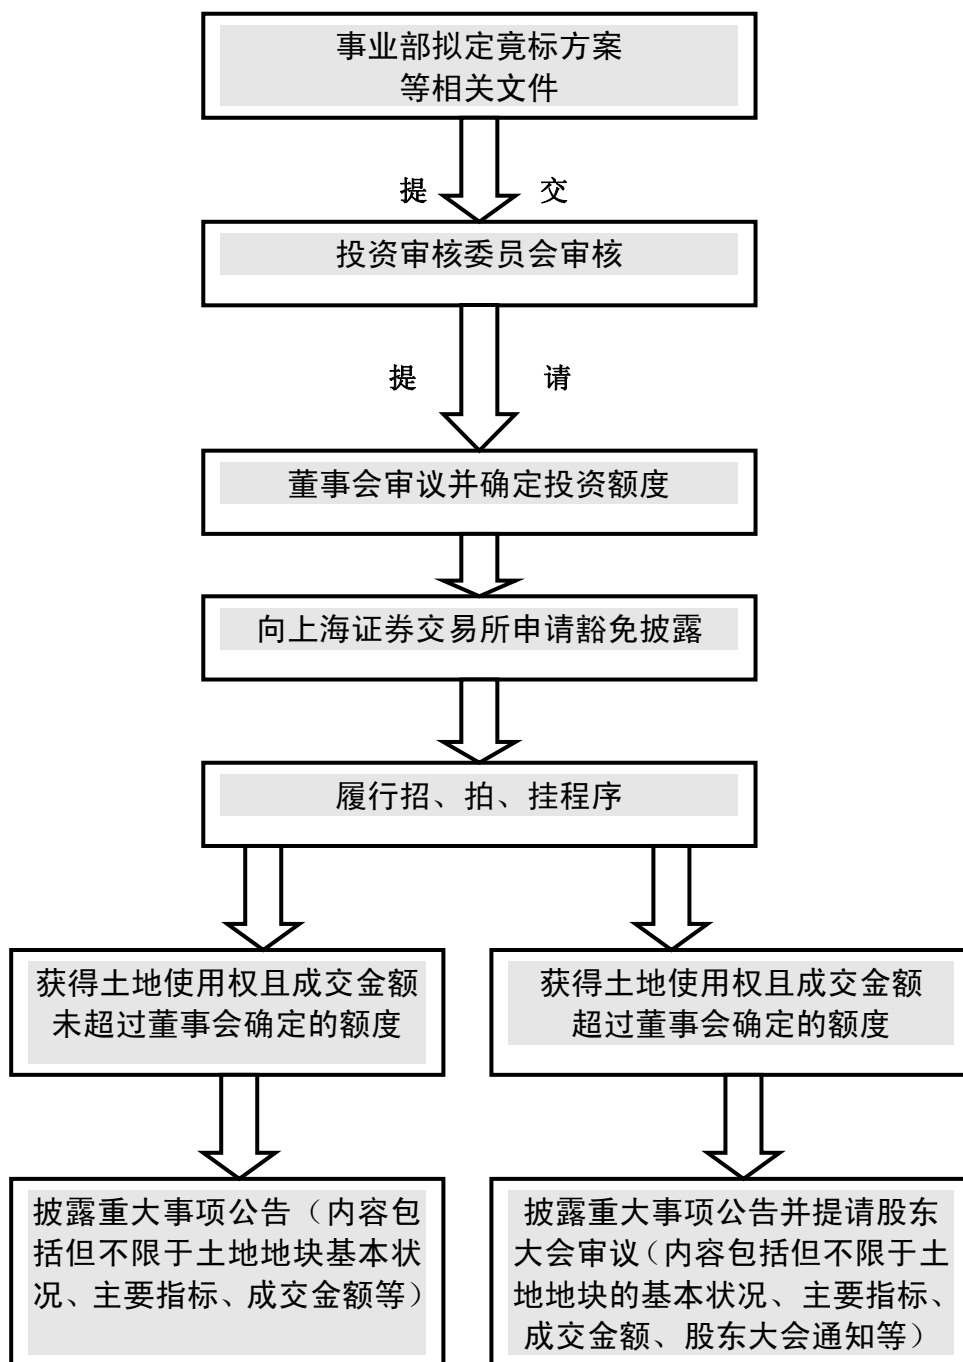 事业部拟定竟标方案
等相关文件
提 交
投资审核委员会审核
提 请
董事会审议并确定投资额度
向上海证券交易所申请豁免披露
履行招、拍、挂程序
获得土地使用权且成交金额
未超过董事会确定的额度
获得土地使用权且成交金额
超过董事会确定的额度
披露重大事项公告（内容包
括但不限于土地地块基本状
况、主要指标、成交金额等）
披露重大事项公告并提请股东
大会审议（内容包括但不限于土
地地块的基本状况、主要指标、
成交金额、股东大会通知等）